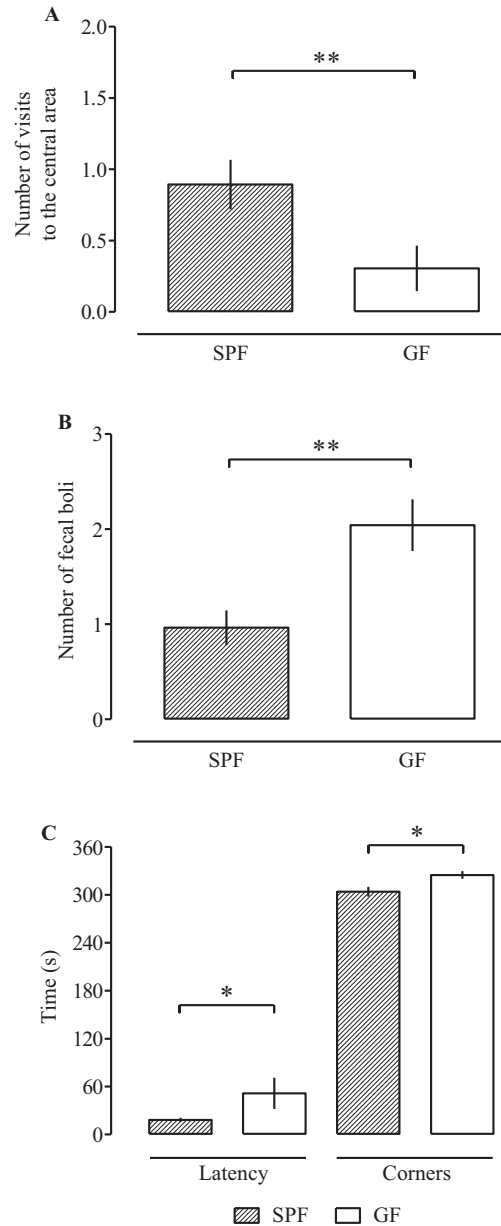 A
Number of visits
to the central area
2.0
1.5
1.0
0.5
0.0
**
SPF GF
B
Number of fecal boli
3
2
1
0
**
SPF GF
C
Time (s)
360
300
240
180
120
60
0
*
*
Latency Corners
SPF GF